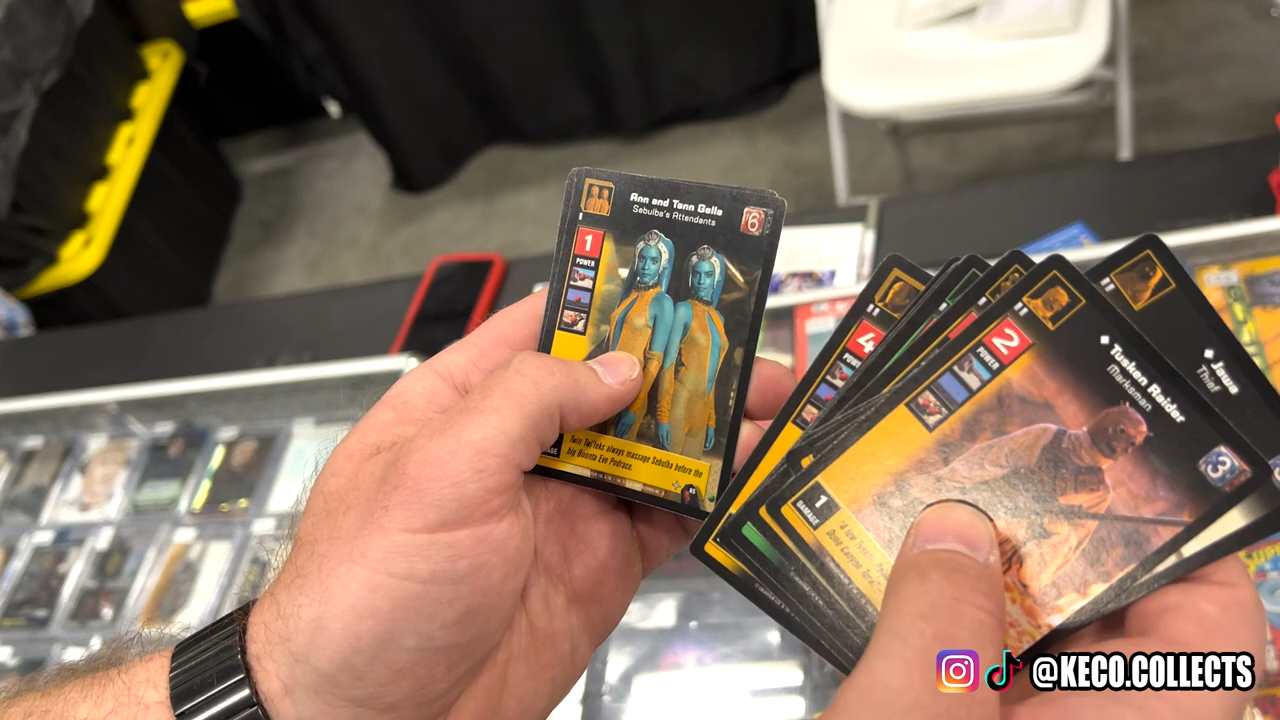 Ann and Tann Gella
Sebulba's Attendants
6
1
POWER
Twin Twi'leks always massage Sebulba before the
big Boonta Eve Podrace.
4
POWER
2
POWER
Tusken Raider
Marksman
3
1
DAMAGE
Jawa
Thief
@KECO.COLLECTS